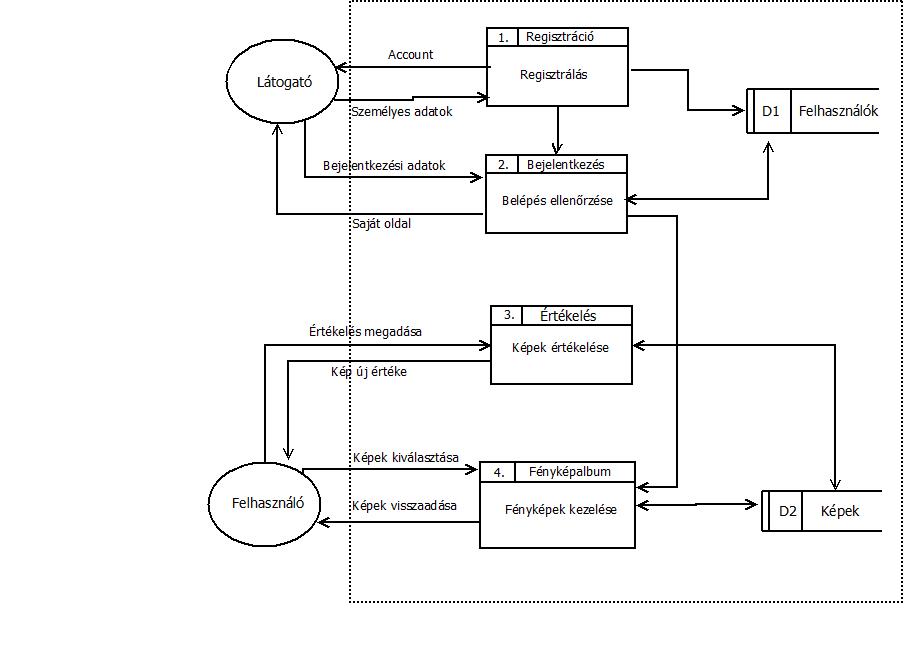 1. Regisztráció
Account
Látogató
Regisztrálás
Személyes adatok
D1 Felhasználók
2. Bejelentkezés
Bejelentkezési adatok
Belépés ellenőrzése
Saját oldal
3. Értékelés
Értékelés megadása
Képek értékelése
Kép új értéke
Képek kiválasztása
4. Fényképalbum
Felhasználó
Képek visszaadása
Fényképek kezelése
D2 Képek